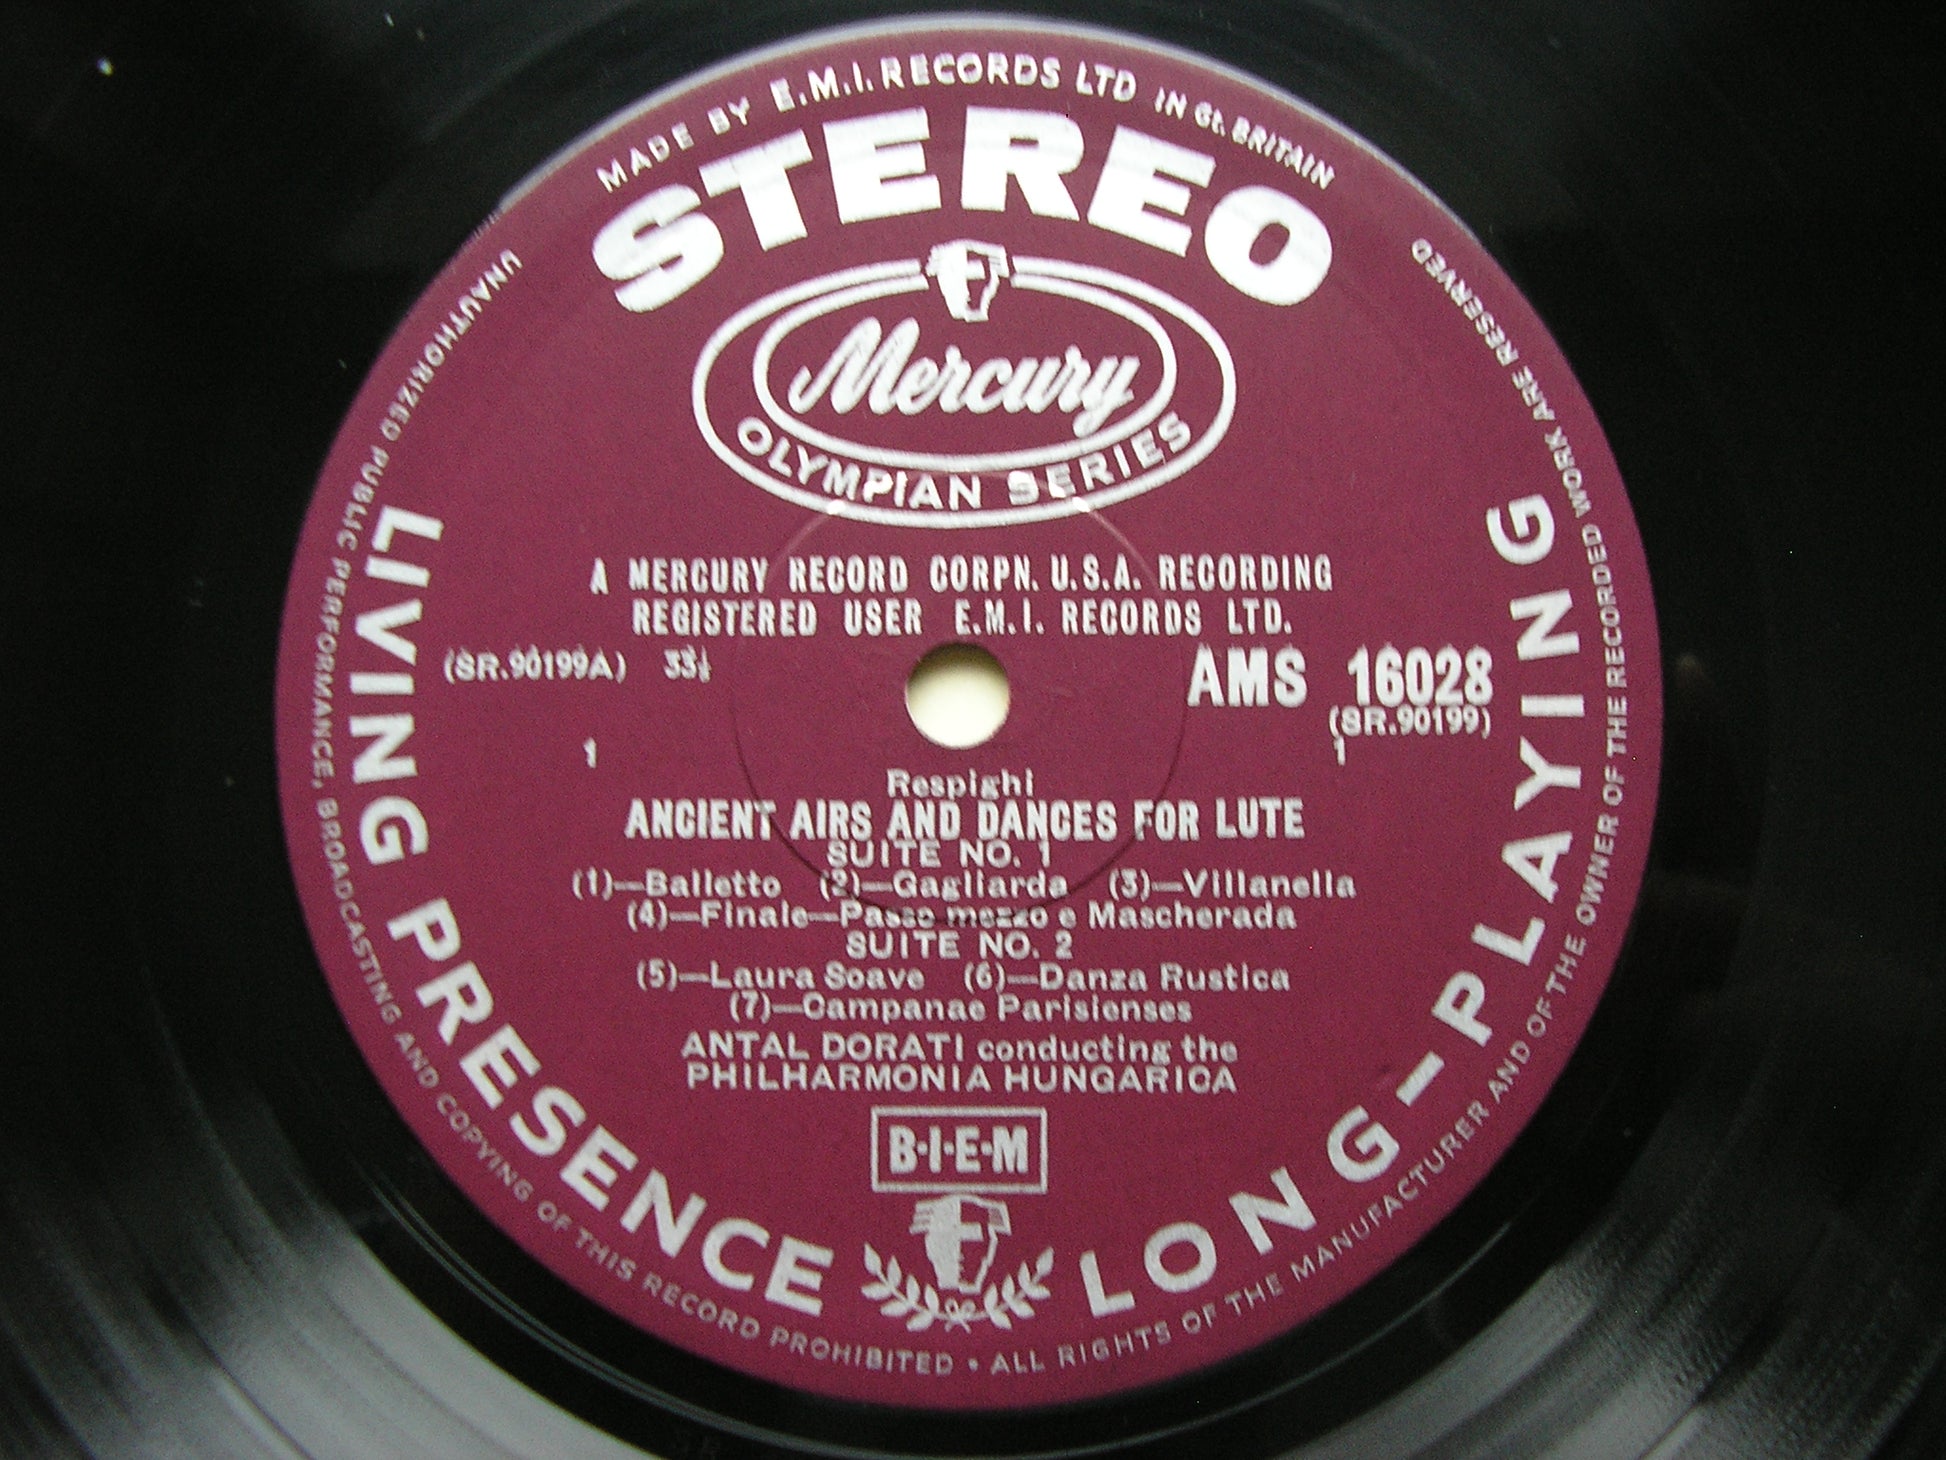 MADE BY E.M.I. RECORDS LTD IN Gt. BRITAIN
STEREO
Mercury
OLYMPIAN SERIES
A MERCURY RECORD CORPN. U.S.A. RECORDING
REGISTERED USER E.M.I. RECORDS LTD.
(SR.90199A) 33⅓
AMS 16028
(SR.90199)
1 1
Respighi
ANCIENT AIRS AND DANCES FOR LUTE
SUITE NO. 1
(1)—Balletto (2)—Gagliarda (3)—Villanella
(4)—Finale—Passo mezzo e Mascherada
SUITE NO. 2
(5)—Laura Soave (6)—Danza Rustica
(7)—Campanae Parisienses
ANTAL DORATI conducting the
PHILHARMONIA HUNGARICA
B·I·E·M
LIVING PRESENCE
LONG-PLAYING
UNAUTHORIZED PUBLIC PERFORMANCE, BROADCASTING AND COPYING OF THIS RECORD PROHIBITED • ALL RIGHTS OF THE MANUFACTURER AND OF THE OWNER OF THE RECORDED WORK ARE RESERVED